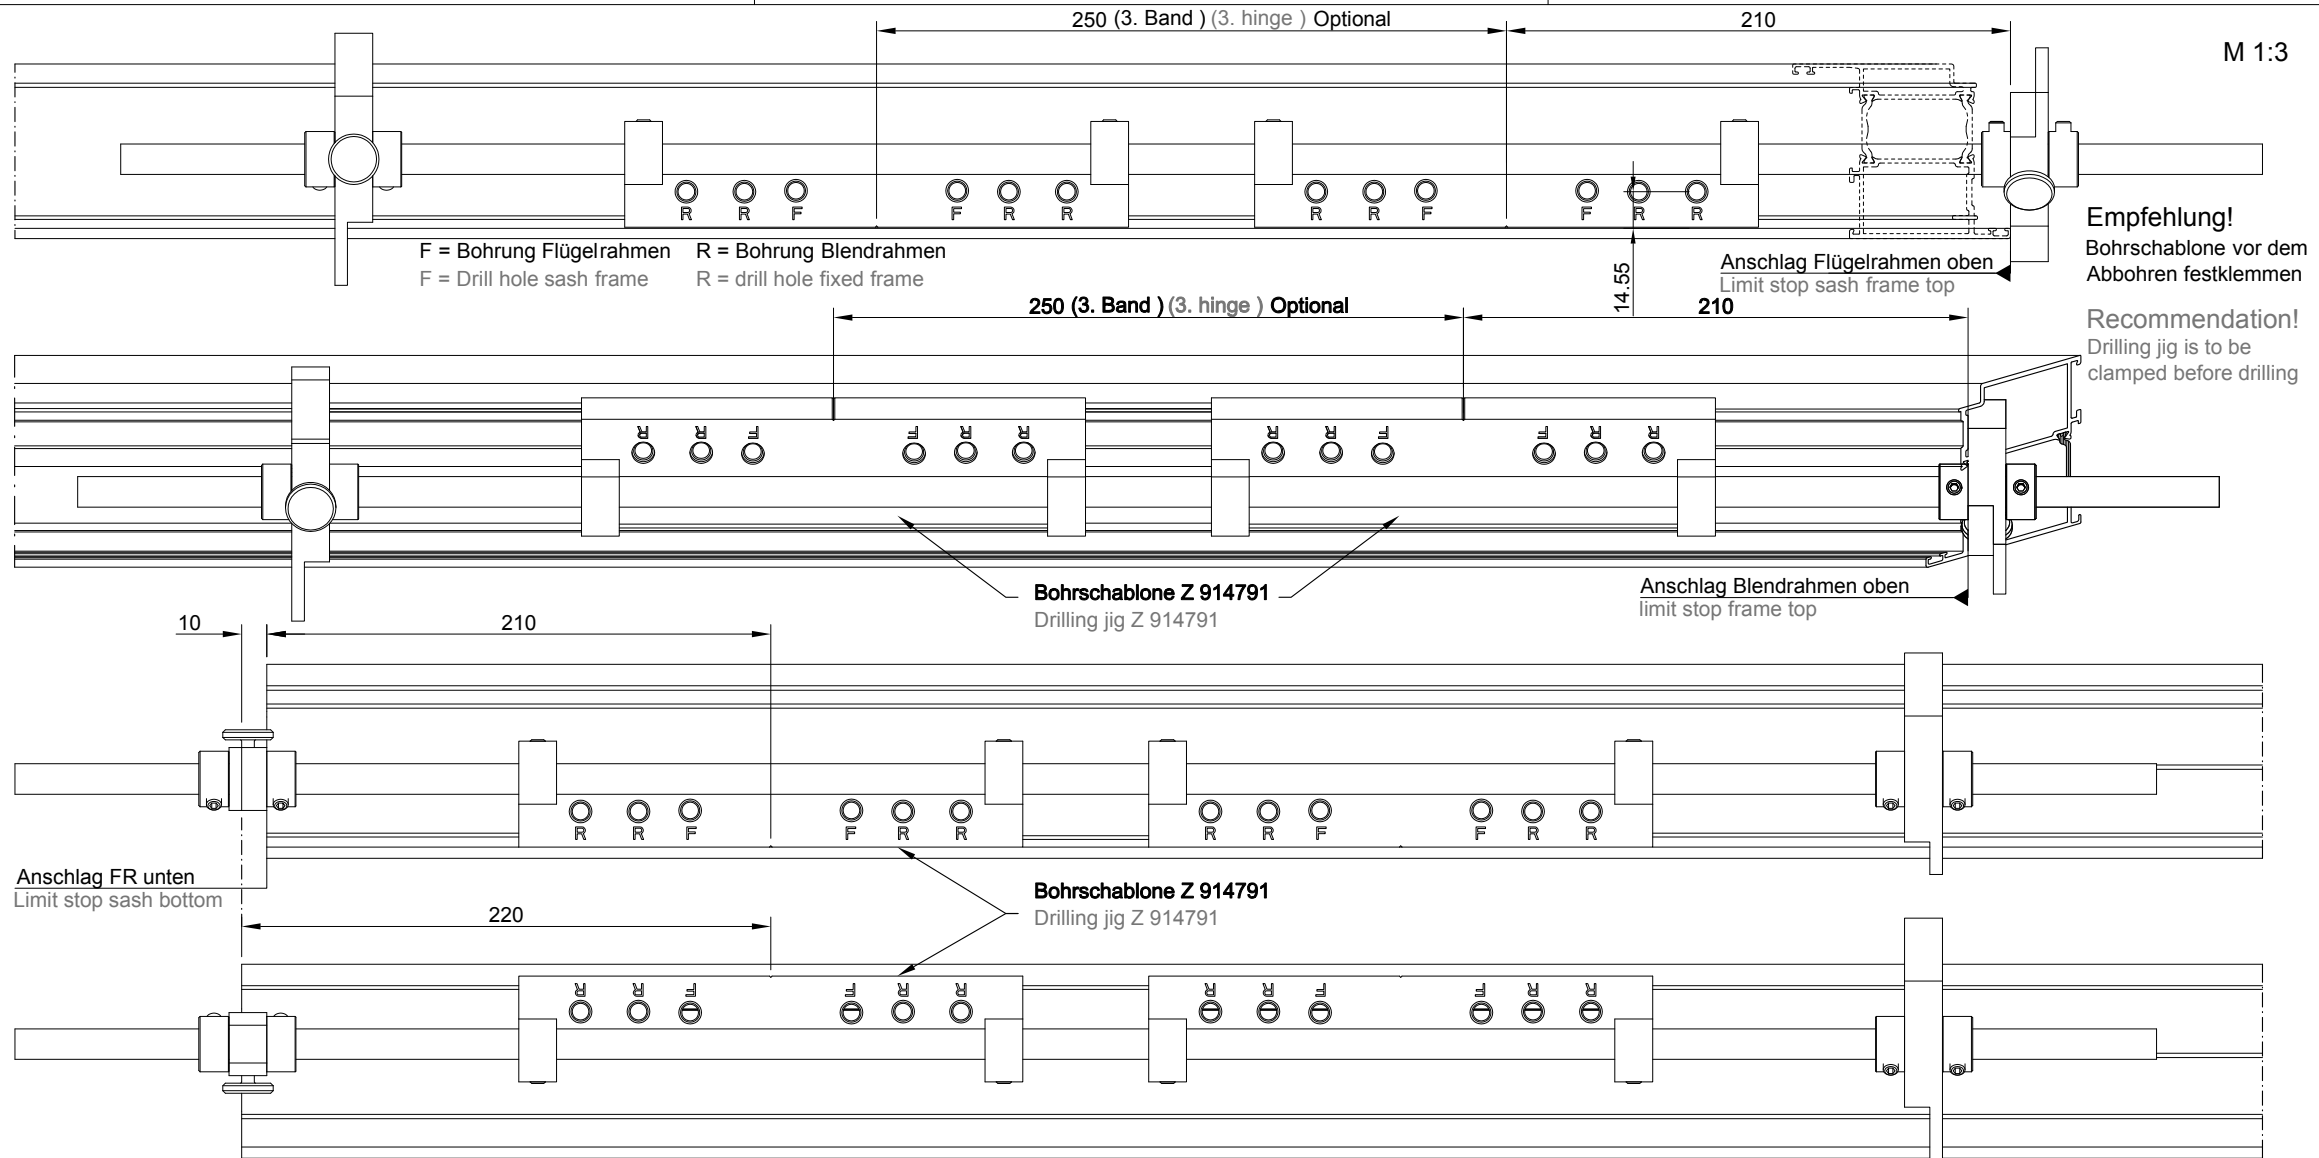 250 (3. Band ) (3. hinge ) Optional
210
M 1:3
R R F F R R R R F F R R
F = Bohrung Flügelrahmen R = Bohrung Blendrahmen
F = Drill hole sash frame R = drill hole fixed frame
14.55
Anschlag Flügelrahmen oben
Limit stop sash frame top
Empfehlung!
Bohrschablone vor dem
Abbohren festklemmen
Recommendation!
Drilling jig is to be
clamped before drilling
250 (3. Band ) (3. hinge ) Optional
210
R R F F R R R R F F R R
Bohrschablone Z 914791
Drilling jig Z 914791
Anschlag Blendrahmen oben
limit stop frame top
10
210
R R F F R R R R F F R R
Anschlag FR unten
Limit stop sash bottom
Bohrschablone Z 914791
Drilling jig Z 914791
220
R R F F R R R R F F R R